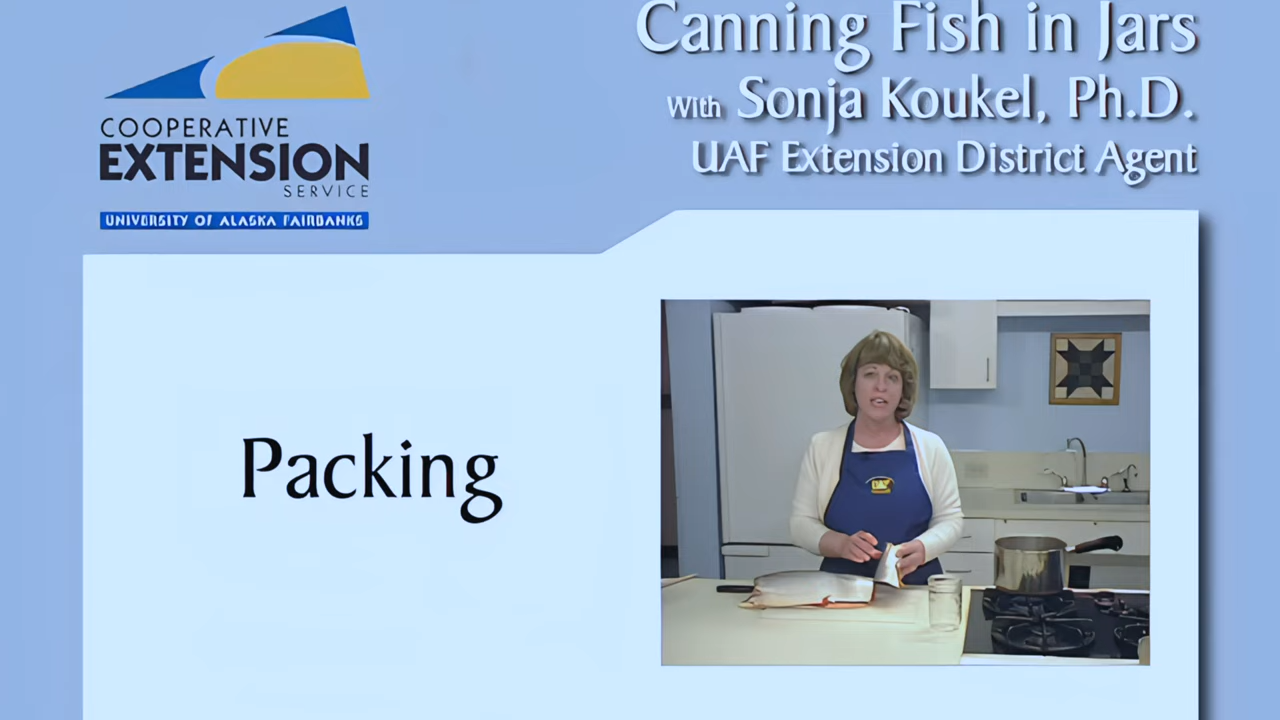 COOPERATIVE
EXTENSION
SERVICE
UNIVERSITY OF ALASKA FAIRBANKS
Canning Fish in Jars
With Sonja Koukel, Ph.D.
UAF Extension District Agent
Packing
UAF